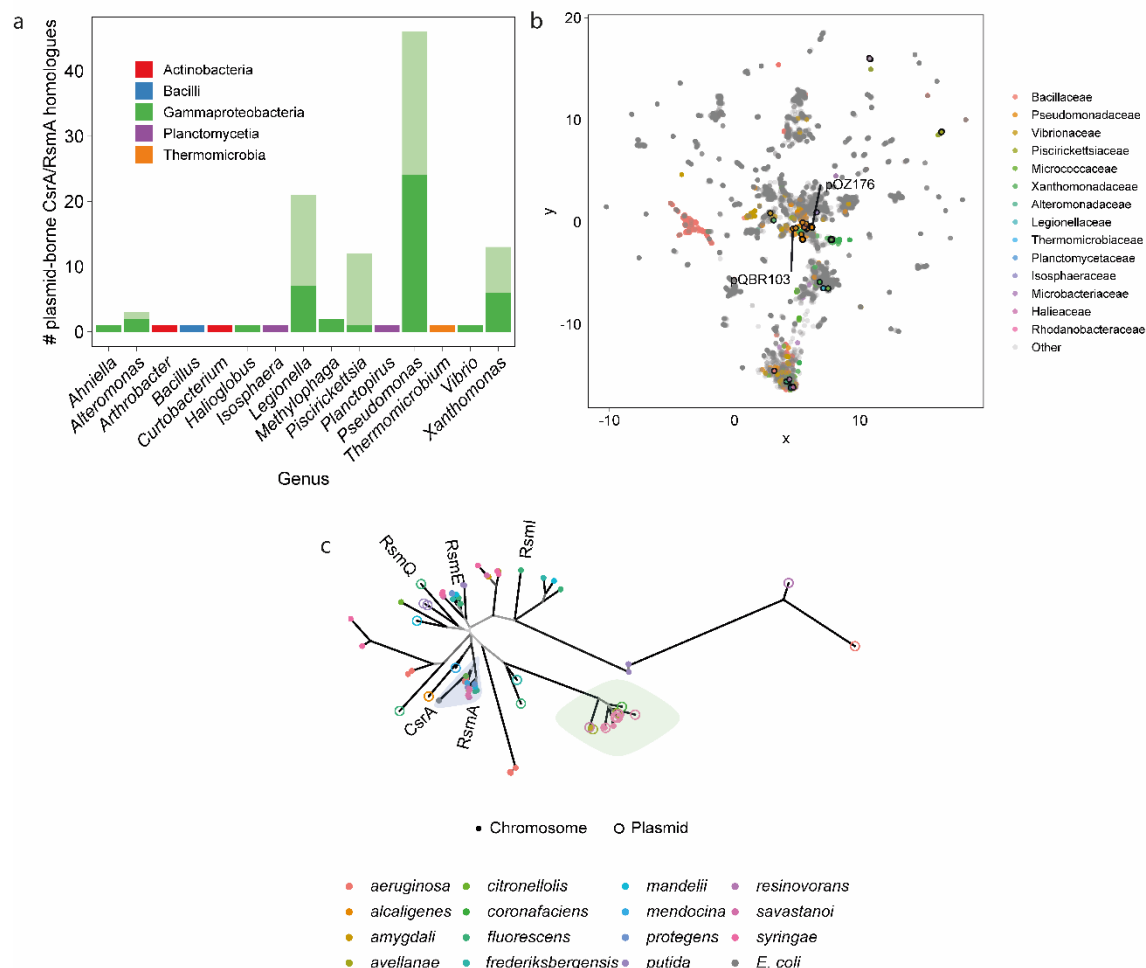 a
# plasmid-borne CsrA/RsmA homologues
40
30
20
10
0
Actinobacteria
Bacilli
Gammaproteobacteria
Planctomycetia
Thermomicrobia
Ahniella
Alteromonas
Arthrobacter
Bacillus
Curtobacterium
Halioglobus
Isosphaera
Legionella
Methylophaga
Piscirickettsia
Planctopirus
Pseudomonas
Thermomicrobium
Vibrio
Xanthomonas
Genus
b
20
10
0
-10
y
-10
0
10
x
pOZ176
pQBR103
Bacillaceae
Pseudomonadaceae
Vibrionaceae
Piscirickettsiaceae
Micrococcaceae
Xanthomonadaceae
Alteromonadaceae
Legionellaceae
Thermomicrobiaceae
Planctomycetaceae
Isosphaeraceae
Microbacteriaceae
Halieaceae
Rhodanobacteraceae
Other
c
RsmQ
RsmE
RsmI
CsrA
RsmA
Chromosome Plasmid
aeruginosa citronellolis mandelii resinovorans
alcaligenes coronafaciens mendocina savastanoi
amygdali fluorescens protegens syringae
avellanae frederiksbergensis putida E. coli